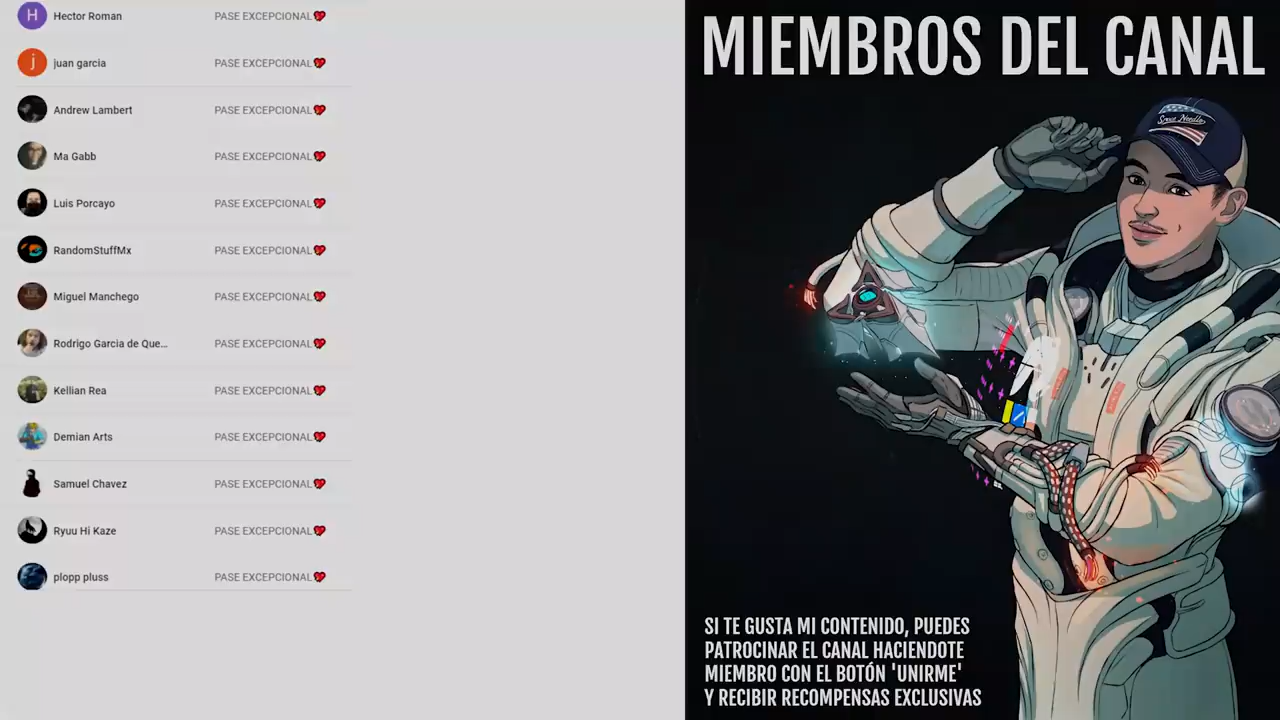 H Hector Roman PASE EXCEPCIONAL
j juan garcia PASE EXCEPCIONAL
Andrew Lambert PASE EXCEPCIONAL
Ma Gabb PASE EXCEPCIONAL
Luis Porcayo PASE EXCEPCIONAL
RandomStuffMx PASE EXCEPCIONAL
Miguel Manchego PASE EXCEPCIONAL
Rodrigo Garcia de Que... PASE EXCEPCIONAL
Kellian Rea PASE EXCEPCIONAL
Demian Arts PASE EXCEPCIONAL
Samuel Chavez PASE EXCEPCIONAL
Ryuu Hi Kaze PASE EXCEPCIONAL
plopp pluss PASE EXCEPCIONAL
MIEMBROS DEL CANAL
Space Needle
SI TE GUSTA MI CONTENIDO, PUEDES
PATROCINAR EL CANAL HACIENDOTE
MIEMBRO CON EL BOTÓN 'UNIRME'
Y RECIBIR RECOMPENSAS EXCLUSIVAS